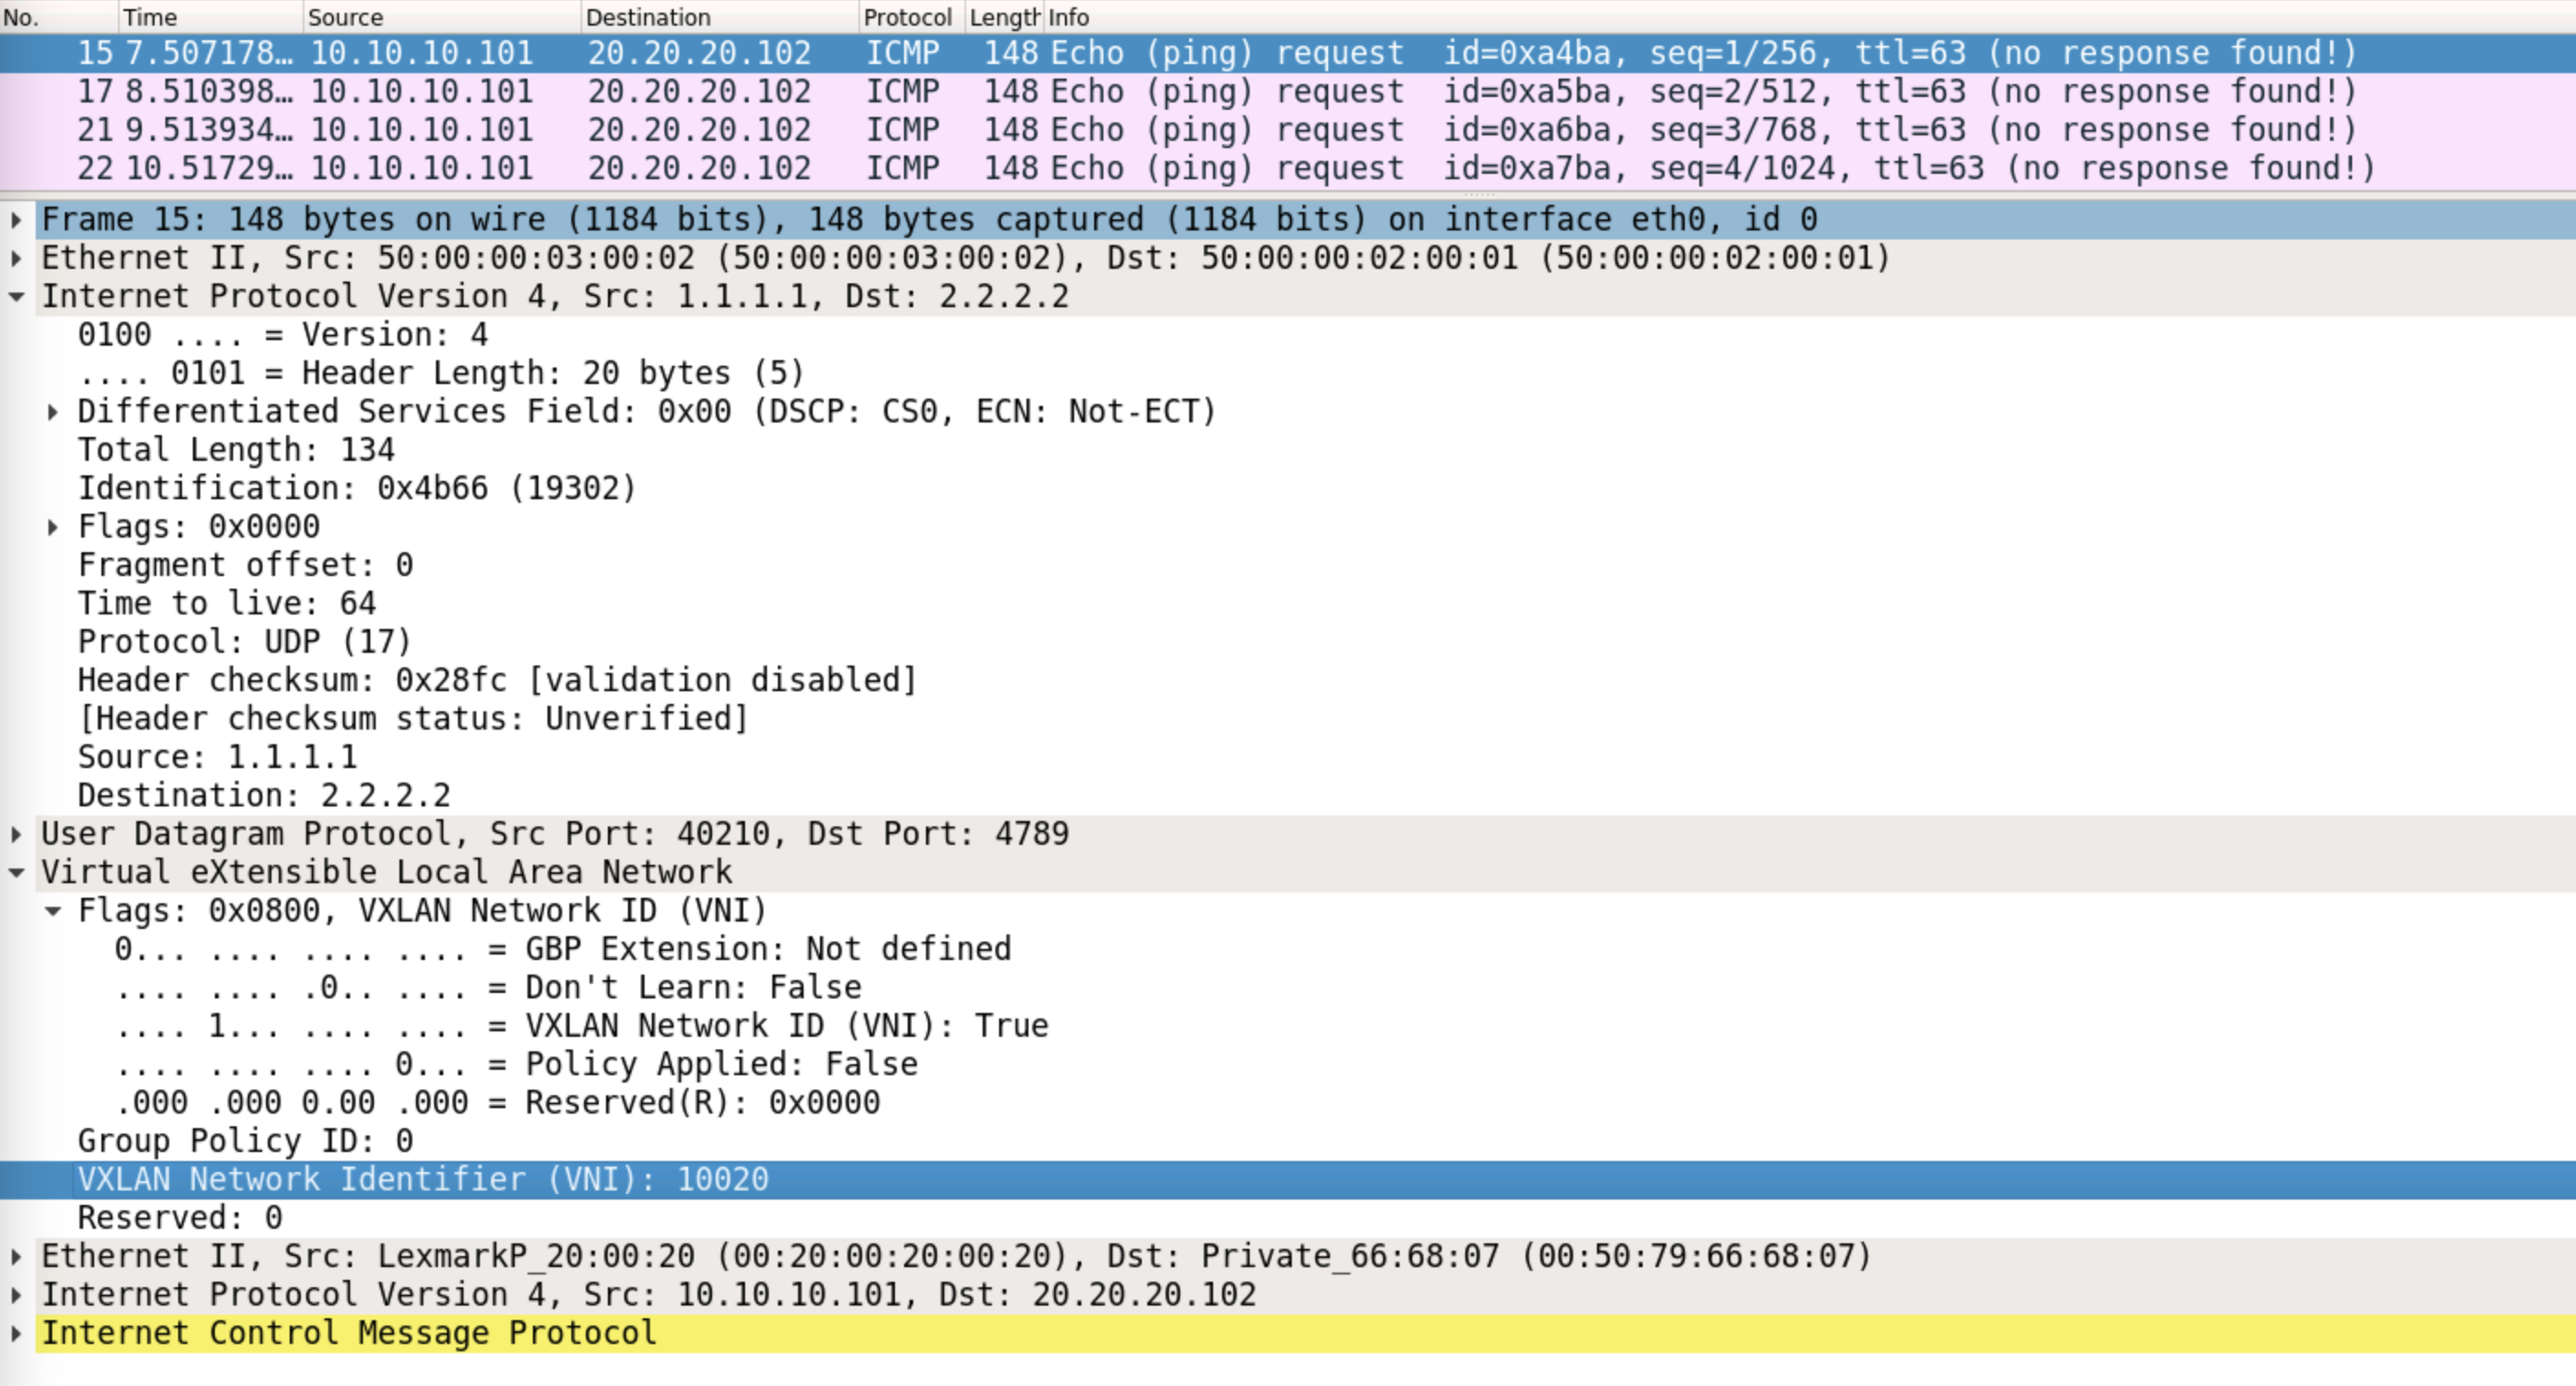 No. Time Source Destination Protocol Length Info
15 7.507178… 10.10.10.101 20.20.20.102 ICMP 148 Echo (ping) request id=0xa4ba, seq=1/256, ttl=63 (no response found!)
17 8.510398… 10.10.10.101 20.20.20.102 ICMP 148 Echo (ping) request id=0xa5ba, seq=2/512, ttl=63 (no response found!)
21 9.513934… 10.10.10.101 20.20.20.102 ICMP 148 Echo (ping) request id=0xa6ba, seq=3/768, ttl=63 (no response found!)
22 10.51729… 10.10.10.101 20.20.20.102 ICMP 148 Echo (ping) request id=0xa7ba, seq=4/1024, ttl=63 (no response found!)
Frame 15: 148 bytes on wire (1184 bits), 148 bytes captured (1184 bits) on interface eth0, id 0
Ethernet II, Src: 50:00:00:03:00:02 (50:00:00:03:00:02), Dst: 50:00:00:02:00:01 (50:00:00:02:00:01)
Internet Protocol Version 4, Src: 1.1.1.1, Dst: 2.2.2.2
0100 .... = Version: 4
.... 0101 = Header Length: 20 bytes (5)
Differentiated Services Field: 0x00 (DSCP: CS0, ECN: Not-ECT)
Total Length: 134
Identification: 0x4b66 (19302)
Flags: 0x0000
Fragment offset: 0
Time to live: 64
Protocol: UDP (17)
Header checksum: 0x28fc [validation disabled]
[Header checksum status: Unverified]
Source: 1.1.1.1
Destination: 2.2.2.2
User Datagram Protocol, Src Port: 40210, Dst Port: 4789
Virtual eXtensible Local Area Network
Flags: 0x0800, VXLAN Network ID (VNI)
0... .... .... .... = GBP Extension: Not defined
.... .... .0.. .... = Don't Learn: False
.... 1... .... .... = VXLAN Network ID (VNI): True
.... .... .... 0... = Policy Applied: False
.000 .000 0.00 .000 = Reserved(R): 0x0000
Group Policy ID: 0
VXLAN Network Identifier (VNI): 10020
Reserved: 0
Ethernet II, Src: LexmarkP_20:00:20 (00:20:00:20:00:20), Dst: Private_66:68:07 (00:50:79:66:68:07)
Internet Protocol Version 4, Src: 10.10.10.101, Dst: 20.20.20.102
Internet Control Message Protocol